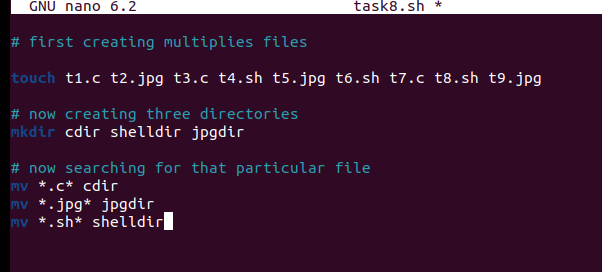 GNU nano 6.2 task8.sh *
# first creating multiplies files
touch t1.c t2.jpg t3.c t4.sh t5.jpg t6.sh t7.c t8.sh t9.jpg
# now creating three directories
mkdir cdir shelldir jpgdir
# now searching for that particular file
mv *.c* cdir
mv *.jpg* jpgdir
mv *.sh* shelldir